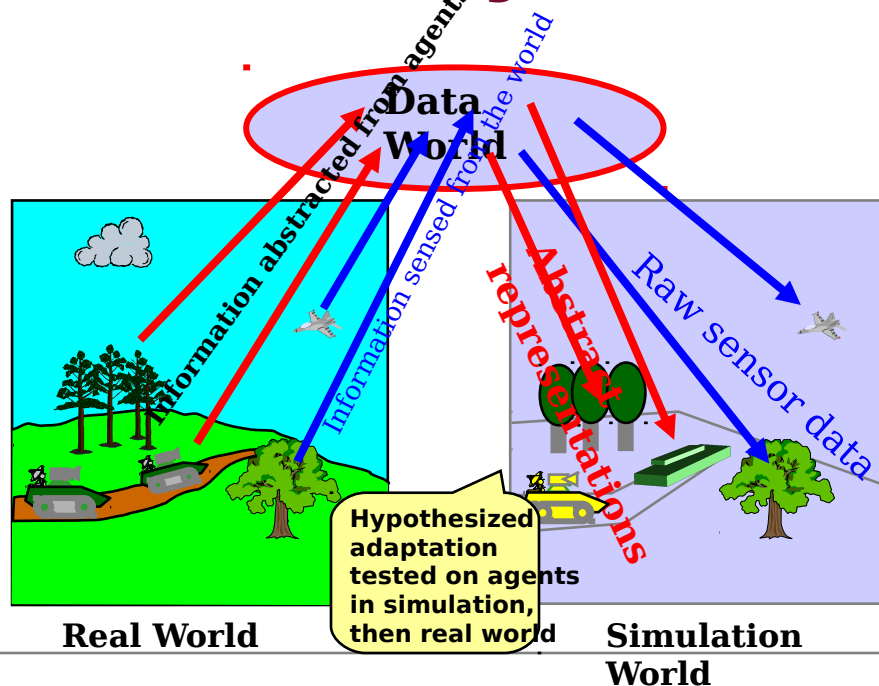 Data
World
Information abstracted from agents
Information sensed from the world
Abstract
representations
Raw sensor data
Hypothesized
adaptation
tested on agents
in simulation,
then real world
Real World
Simulation
World